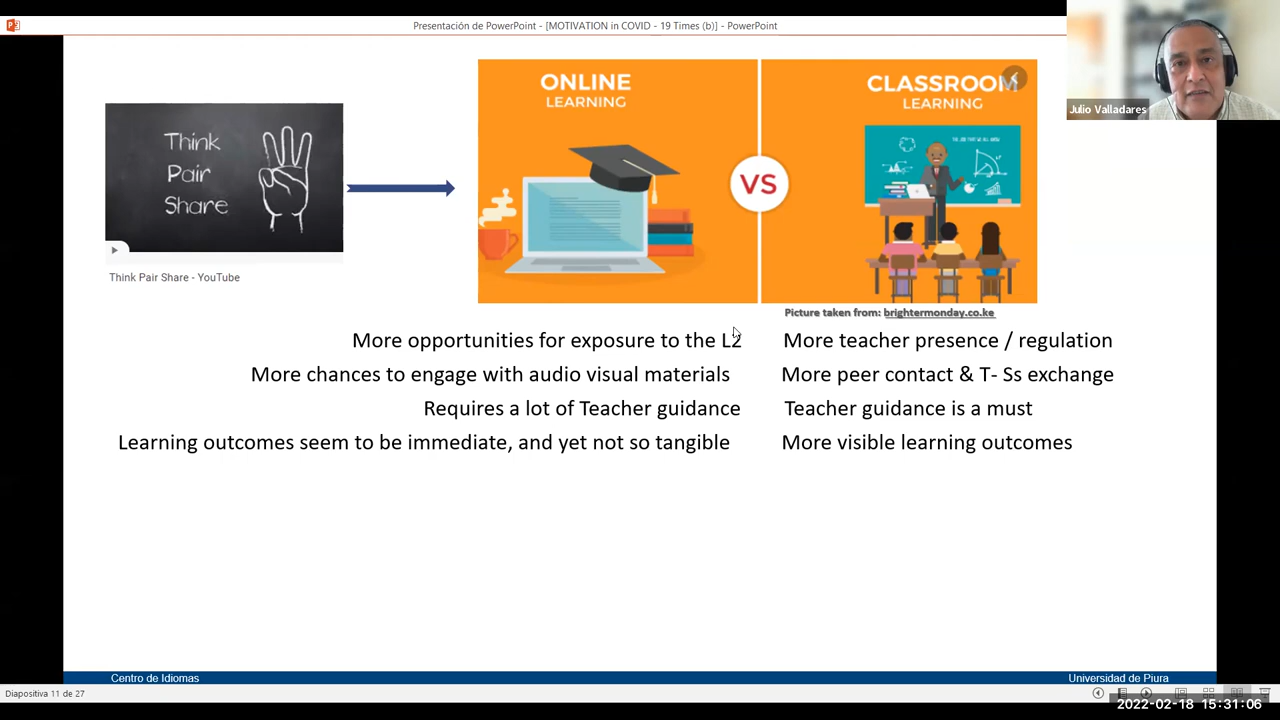 Presentación de PowerPoint - [MOTIVATION in COVID - 19 Times (b)] - PowerPoint
Julio Valladares
Think
Pair
Share
Think Pair Share - YouTube
ONLINE
LEARNING
VS
CLASSROOM
LEARNING
Picture taken from: brightermonday.co.ke
More opportunities for exposure to the L2
More chances to engage with audio visual materials
Requires a lot of Teacher guidance
Learning outcomes seem to be immediate, and yet not so tangible
More teacher presence / regulation
More peer contact & T- Ss exchange
Teacher guidance is a must
More visible learning outcomes
Centro de Idiomas
Universidad de Piura
Diapositiva 11 de 27
2022-02-18 15:31:06